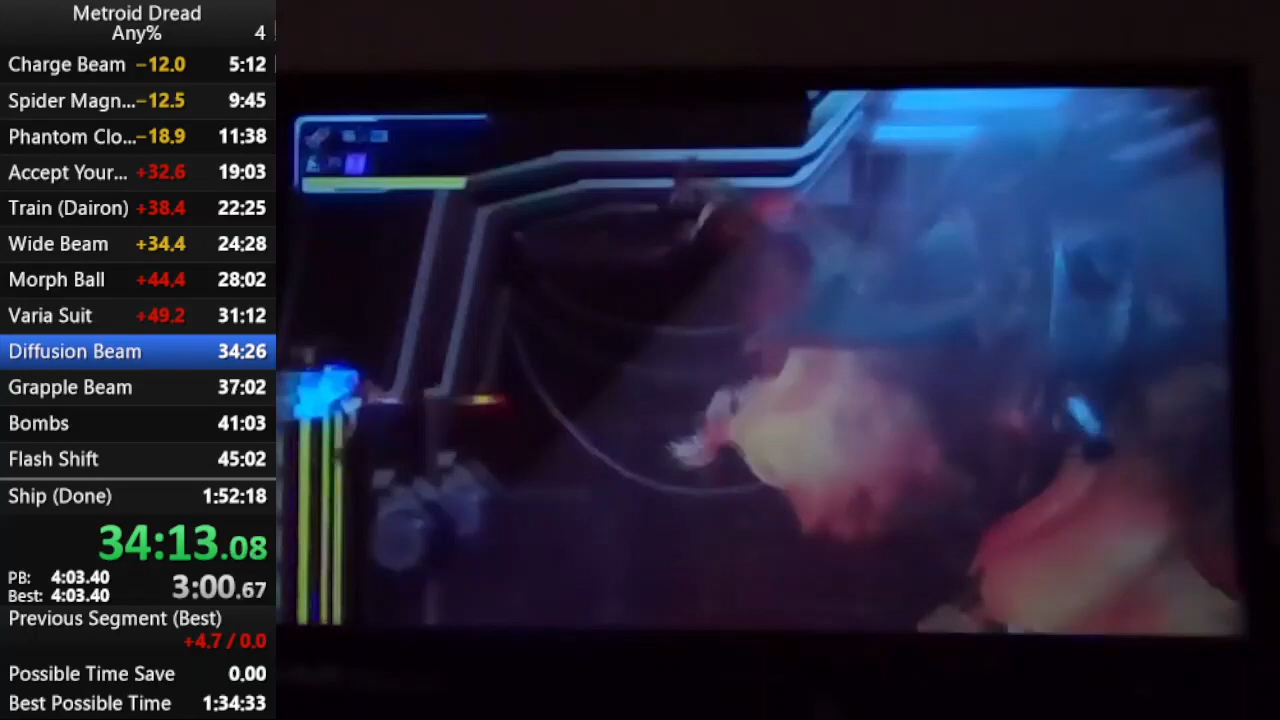 Metroid Dread
Any% 4
Charge Beam −12.0 5:12
Spider Magn... −12.5 9:45
Phantom Clo... −18.9 11:38
Accept Your... +32.6 19:03
Train (Dairon) +38.4 22:25
Wide Beam +34.4 24:28
Morph Ball +44.4 28:02
Varia Suit +49.2 31:12
Diffusion Beam 34:26
Grapple Beam 37:02
Bombs 41:03
Flash Shift 45:02
Ship (Done) 1:52:18
34:13.08
PB: 4:03.40 3:00.67
Best: 4:03.40
Previous Segment (Best)
+4.7 / 0.0
Possible Time Save 0.00
Best Possible Time 1:34:33